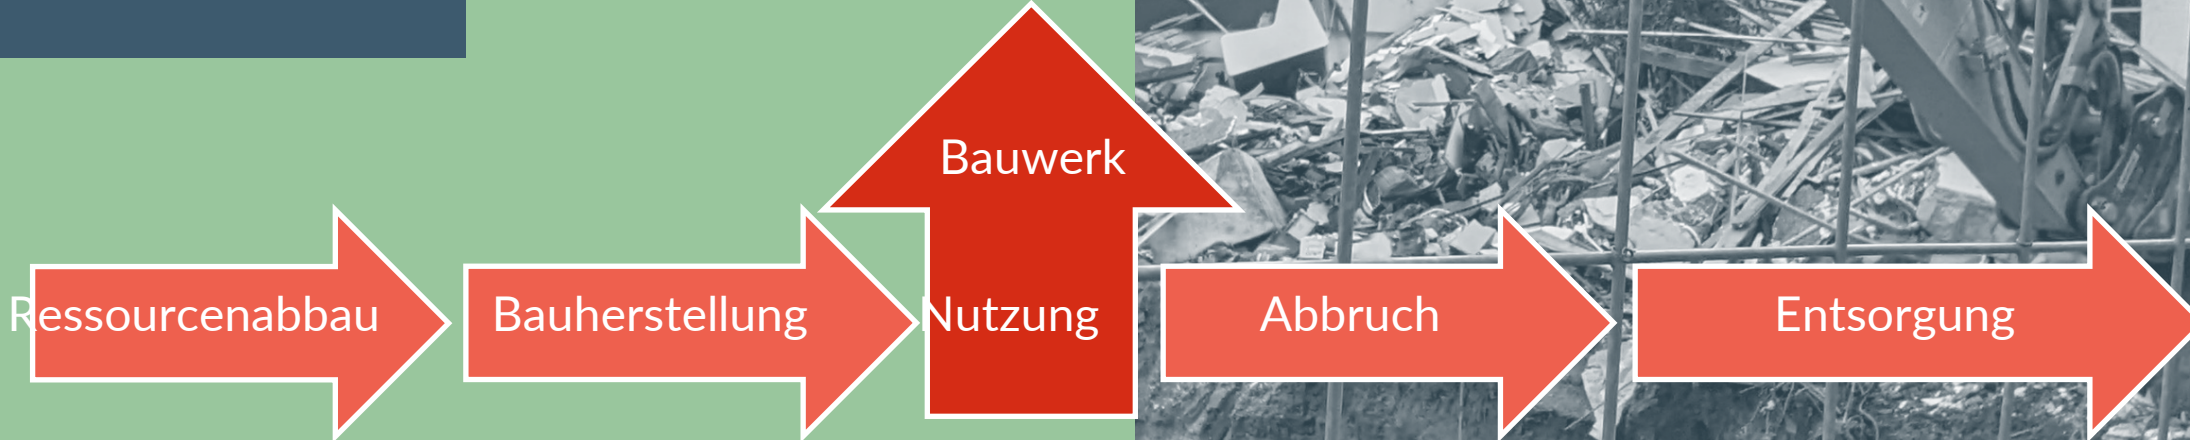 Bauwerk
Ressourcenabbau
Bauherstellung
Nutzung
Abbruch
Entsorgung